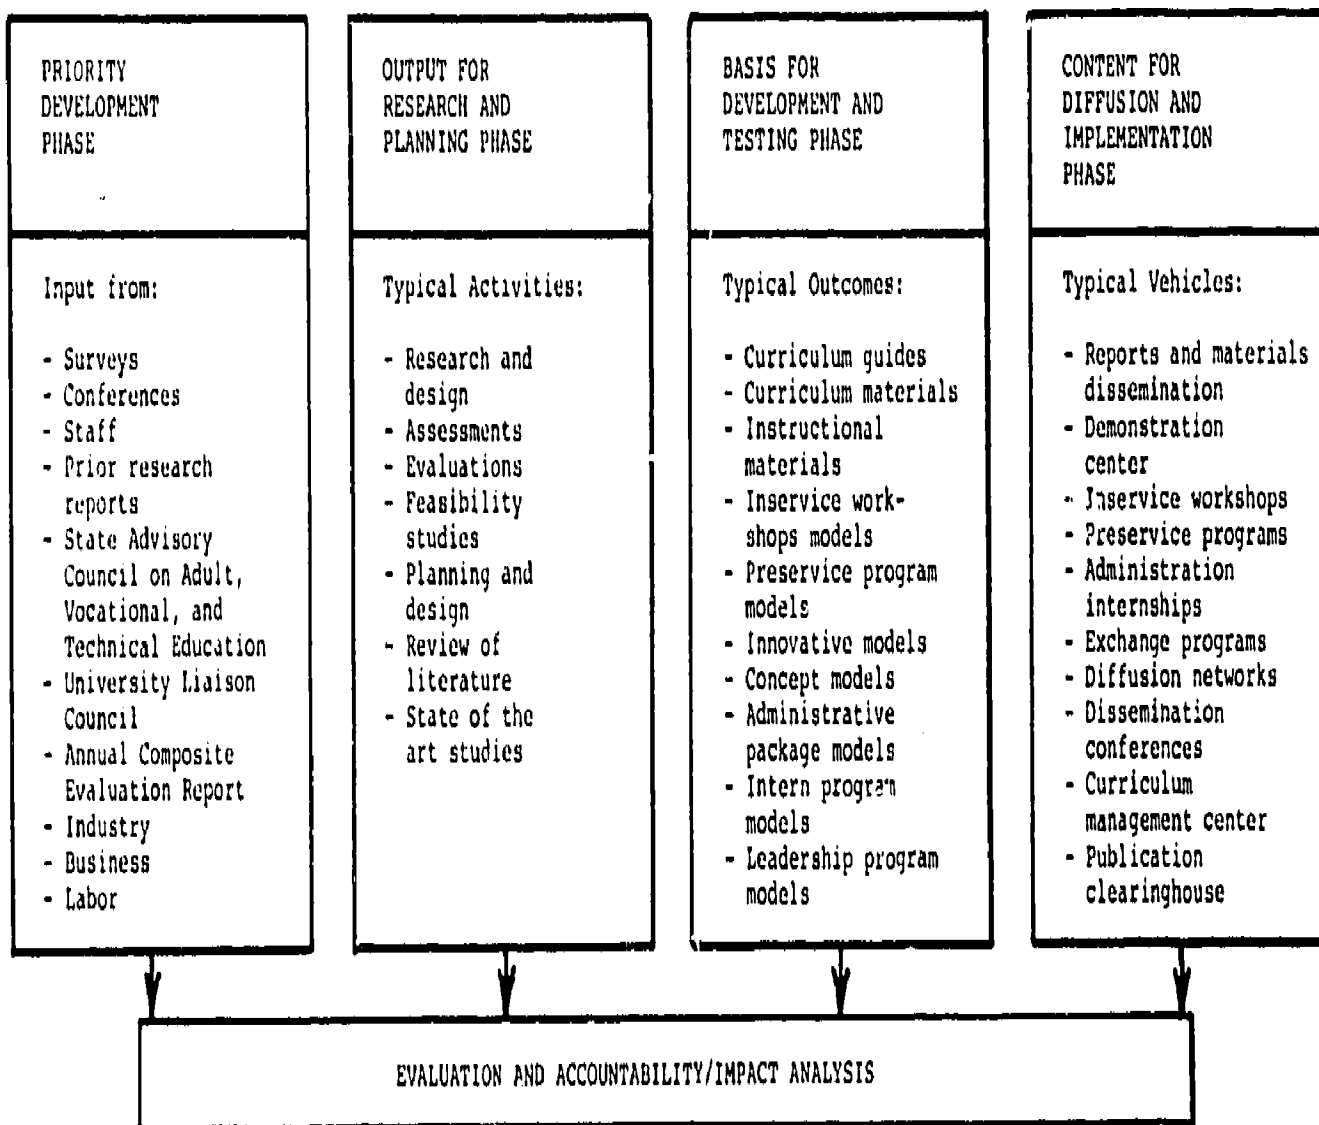 PRIORITY
DEVELOPMENT
PHASE
Input from:
- Surveys
- Conferences
- Staff
- Prior research
reports
- State Advisory
Council on Adult,
Vocational, and
Technical Education
- University Liaison
Council
- Annual Composite
Evaluation Report
- Industry
- Business
- Labor
OUTPUT FOR
RESEARCH AND
PLANNING PHASE
Typical Activities:
- Research and
design
- Assessments
- Evaluations
- Feasibility
studies
- Planning and
design
- Review of
literature
- State of the
art studies
BASIS FOR
DEVELOPMENT AND
TESTING PHASE
Typical Outcomes:
- Curriculum guides
- Curriculum materials
- Instructional
materials
- Inservice work-
shops models
- Preservice program
models
- Innovative models
- Concept models
- Administrative
package models
- Intern program
models
- Leadership program
models
CONTENT FOR
DIFFUSION AND
IMPLEMENTATION
PHASE
Typical Vehicles:
- Reports and materials
dissemination
- Demonstration
center
- Inservice workshops
- Preservice programs
- Administration
internships
- Exchange programs
- Diffusion networks
- Dissemination
conferences
- Curriculum
management center
- Publication
clearinghouse
EVALUATION AND ACCOUNTABILITY/IMPACT ANALYSIS